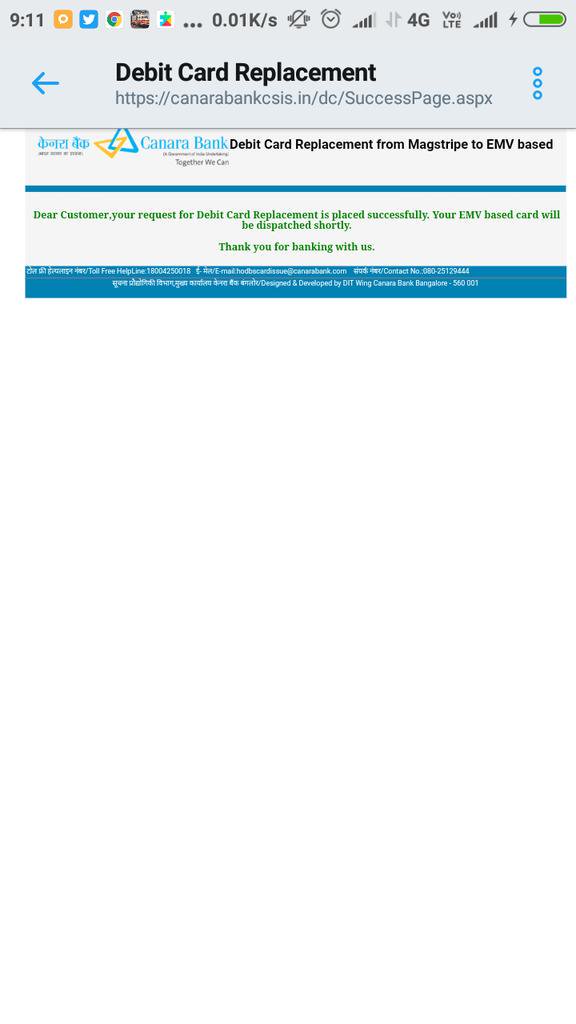 9:11 ... 0.01K/s 4G VoLTE
Debit Card Replacement
https://canarabankcsis.in/dc/SuccessPage.aspx
केनरा बैंक Canara Bank Debit Card Replacement from Magstripe to EMV based
(A Government of India Undertaking)
Together We Can
Dear Customer,your request for Debit Card Replacement is placed successfully. Your EMV based card will
be dispatched shortly.
Thank you for banking with us.
टोल फ्री हेल्पलाइन नंबर/Toll Free HelpLine:18004250018 ई- मेल/E-mail:hodbscardissue@canarabank.com संपर्क नंबर/Contact No.:080-25129444
सूचना प्रौद्योगिकी विभाग,मुख्य कार्यालय केनरा बैंक बंगलोर/Designed & Developed by DIT Wing Canara Bank Bangalore - 560 001